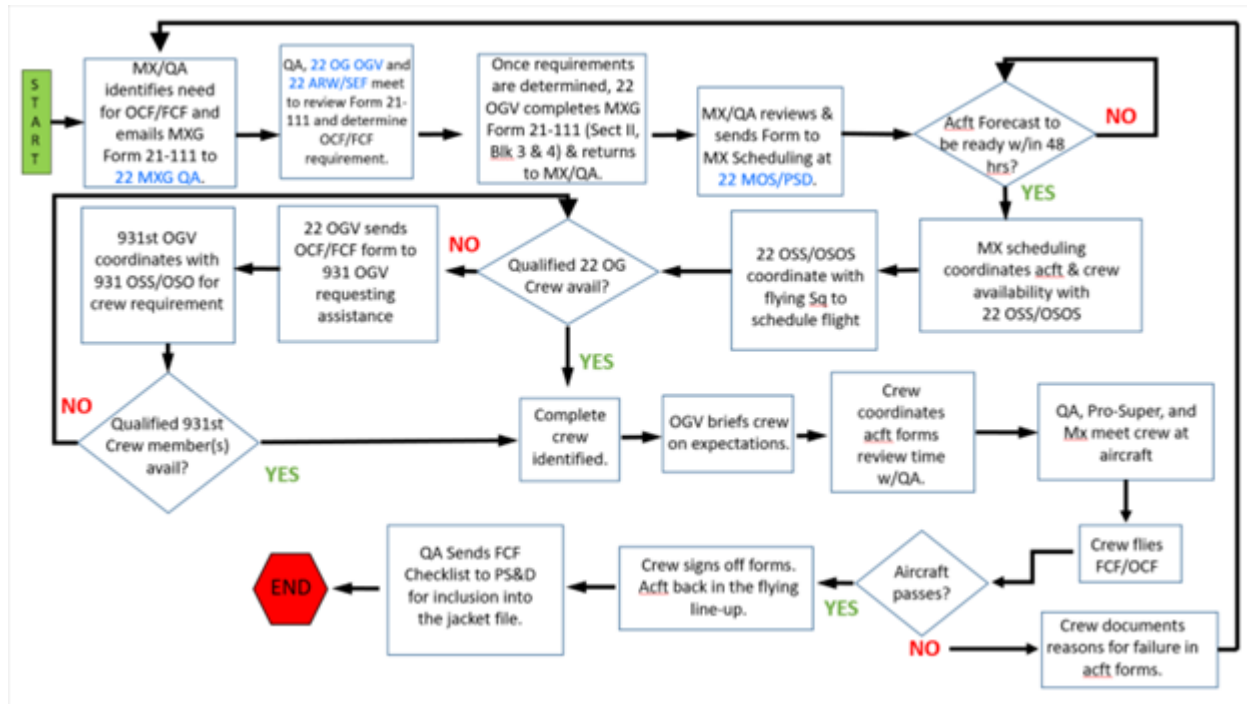 START
MX/QA
identifies need
for OCF/FCF and
emails MXG
Form 21-111 to
22 MXG QA.
QA, 22 OG OGV and
22 ARW/SEF meet
to review Form 21-
111 and determine
OCF/FCF
requirement.
Once requirements
are determined, 22
OGV completes MXG
Form 21-111 (Sect II,
Blk 3 & 4) & returns
to MX/QA.
MX/QA reviews &
sends Form to
MX Scheduling at
22 MOS/PSD.
Acft Forecast to
be ready w/in 48
hrs?
NO
YES
MX scheduling
coordinates acft & crew
availability with
22 OSS/OSOS
22 OSS/OSOS
coordinate with
flying Sq to
schedule flight
Qualified 22 OG
Crew avail?
NO
YES
22 OGV sends
OCF/FCF form to
931 OGV
requesting
assistance
931st OGV
coordinates with
931 OSS/OSO for
crew requirement
Qualified 931st
Crew member(s)
avail?
NO
YES
Complete
crew
identified.
OGV briefs crew
on expectations.
Crew
coordinates
acft forms
review time
w/QA.
QA, Pro-Super, and
Mx meet crew at
aircraft
Crew flies
FCF/OCF
Aircraft
passes?
YES
NO
Crew documents
reasons for failure in
acft forms.
Crew signs off forms.
Acft back in the flying
line-up.
QA Sends FCF
Checklist to PS&D
for inclusion into
the jacket file.
END